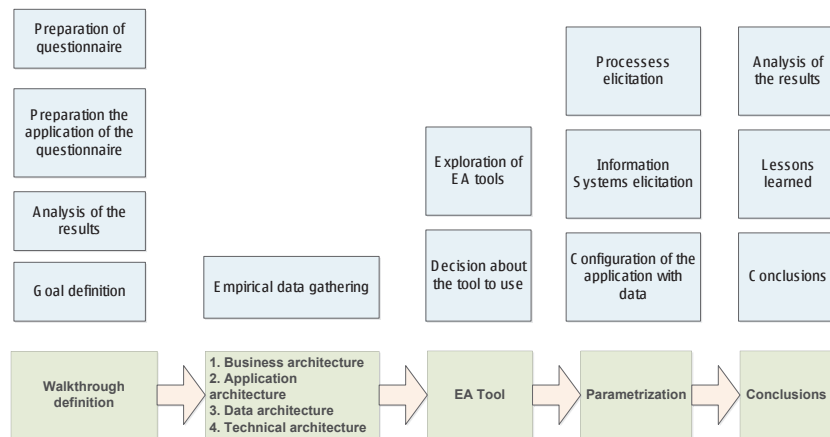 Preparation of
questionnaire
Preparation the
application of the
questionnaire
Analysis of the
results
Goal definition
Empirical data gathering
Exploration of
EA tools
Decision about
the tool to use
Processess
elicitation
Information
Systems elicitation
Configuration of the
application with
data
Analysis of
the results
Lessons
learned
Conclusions
Walkthrough
definition
1. Business architecture
2. Application
architecture
3. Data architecture
4. Technical architecture
EA Tool
Parametrization
Conclusions